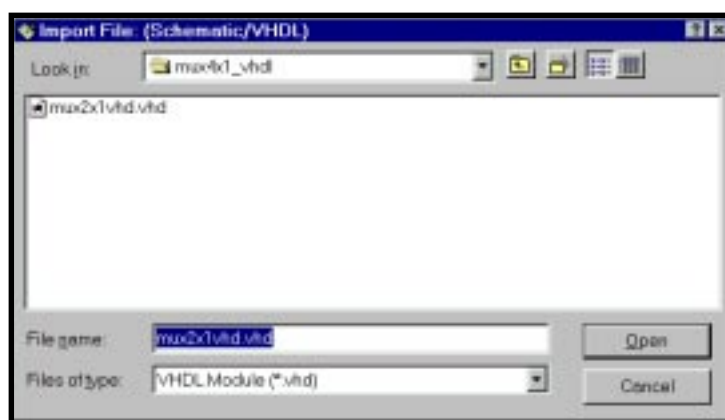 Import File: (Schematic/VHDL)
Look in:
mux4x1_vhdl
mux2x1vhd.vhd
File name:
mux2x1vhd.vhd
Open
Files of type:
VHDL Module (*.vhd)
Cancel